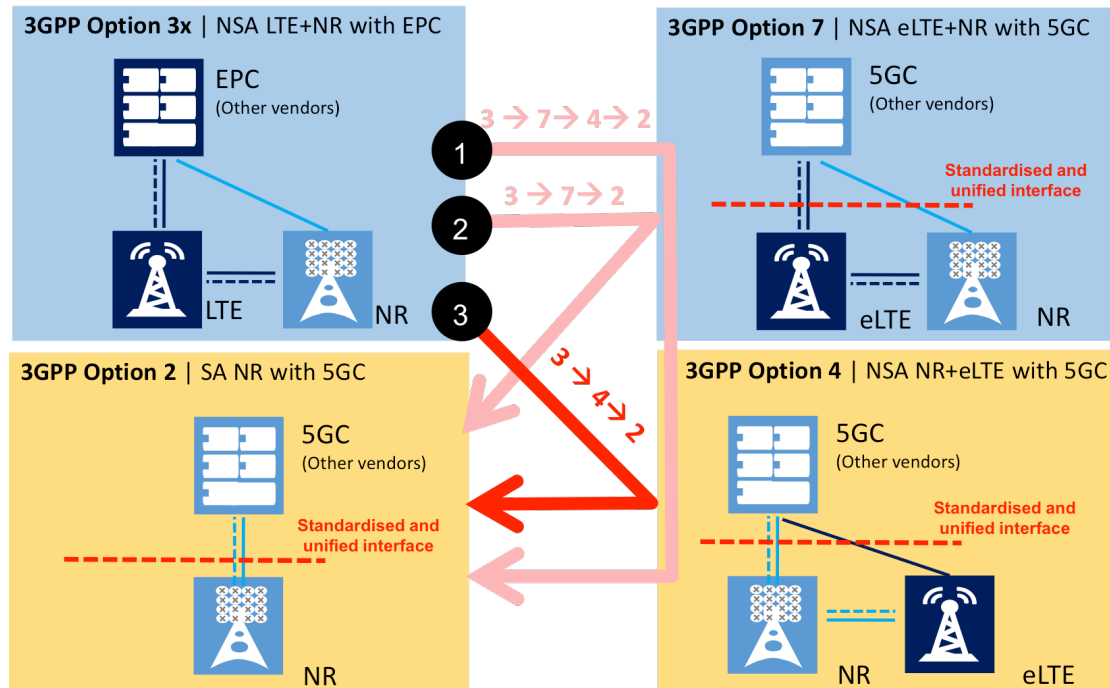 3GPP Option 3x | NSA LTE+NR with EPC
EPC
(Other vendors)
LTE
NR
3 → 7 → 4 → 2
1
3 → 7 → 2
2
3
3 → 4 → 2
3GPP Option 7 | NSA eLTE+NR with 5GC
5GC
(Other vendors)
Standardised and
unified interface
eLTE
NR
3GPP Option 2 | SA NR with 5GC
5GC
(Other vendors)
Standardised and
unified interface
NR
3GPP Option 4 | NSA NR+eLTE with 5GC
5GC
(Other vendors)
Standardised and
unified interface
NR
eLTE